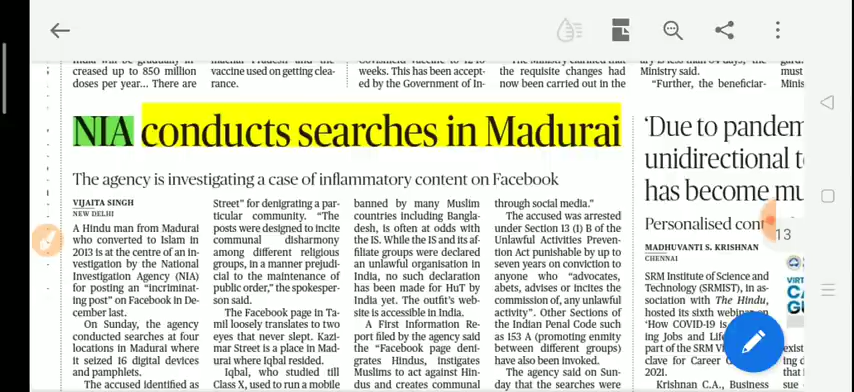 creased up to 850 million
doses per year... There are
vaccine used on getting clea-
rance.
weeks. This has been accept-
ed by the Government of In-
the requisite changes had
now been carried out in the
Ministry said.
"Further, the beneficiar-
must
Minis
NIA conducts searches in Madurai
The agency is investigating a case of inflammatory content on Facebook
VIJAITA SINGH
NEW DELHI
A Hindu man from Madurai
who converted to Islam in
2013 is at the centre of an in-
vestigation by the National
Investigation Agency (NIA)
for posting an "incriminat-
ing post" on Facebook in De-
cember last.
On Sunday, the agency
conducted searches at four
locations in Madurai where
it seized 16 digital devices
and pamphlets.
The accused identified as
Street" for denigrating a par-
ticular community. "The
posts were designed to incite
communal disharmony
among different religious
groups, in a manner prejudi-
cial to the maintenance of
public order," the spokesper-
son said.
The Facebook page in Ta-
mil loosely translates to two
eyes that never slept. Kazi-
mar Street is a place in Mad-
urai where Iqbal resided.
Iqbal, who studied till
Class X, used to run a mobile
banned by many Muslim
countries including Bangla-
desh, is often at odds with
the IS. While the IS and its af-
filiate groups were declared
an unlawful organisation in
India, no such declaration
has been made for HuT by
India yet. The outfit's web-
site is accessible in India.
A First Information Re-
port filed by the agency said
the "Facebook page deni-
grates Hindus, instigates
Muslims to act against Hin-
dus and creates communal
through social media."
The accused was arrested
under Section 13 (1) B of the
Unlawful Activities Preven-
tion Act punishable by up to
seven years on conviction to
anyone who "advocates,
abets, advises or incites the
commission of, any unlawful
activity". Other Sections of
the Indian Penal Code such
as 153 A (promoting enmity
between different groups)
have also been invoked.
The agency said on Sun-
day that the searches were
'Due to pandem
unidirectional t
has become mu
Personalised cont
13
MADHUVANTI S. KRISHNAN
CHENNAI
SRM Institute of Science and
Technology (SRMIST), in as-
sociation with The Hindu,
hosted its sixth webinar on
'How COVID-19 is
ing Jobs and Life
part of the SRM V
clave for Career
2021.
Krishnan C.A., Business
VIRT
CA
GU